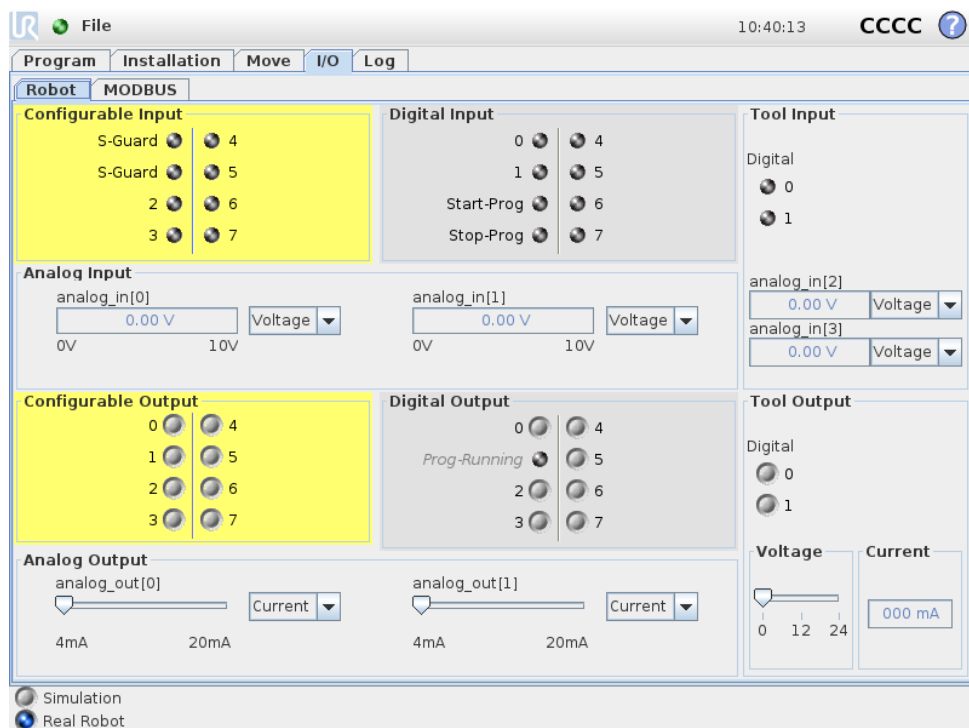 UR File 10:40:13 CCCC ?
Program Installation Move I/O Log
Robot MODBUS
Configurable Input
S-Guard 4
S-Guard 5
2 6
3 7
Digital Input
0 4
1 5
Start-Prog 6
Stop-Prog 7
Tool Input
Digital
0
1
analog_in[2]
0.00 V Voltage
analog_in[3]
0.00 V Voltage
Analog Input
analog_in[0]
0.00 V Voltage
0V 10V
analog_in[1]
0.00 V Voltage
0V 10V
Configurable Output
0 4
1 5
2 6
3 7
Digital Output
0 4
Prog-Running 5
2 6
3 7
Tool Output
Digital
0
1
Voltage
0 12 24
Current
000 mA
Analog Output
analog_out[0]
Current
4mA 20mA
analog_out[1]
Current
4mA 20mA
Simulation
Real Robot